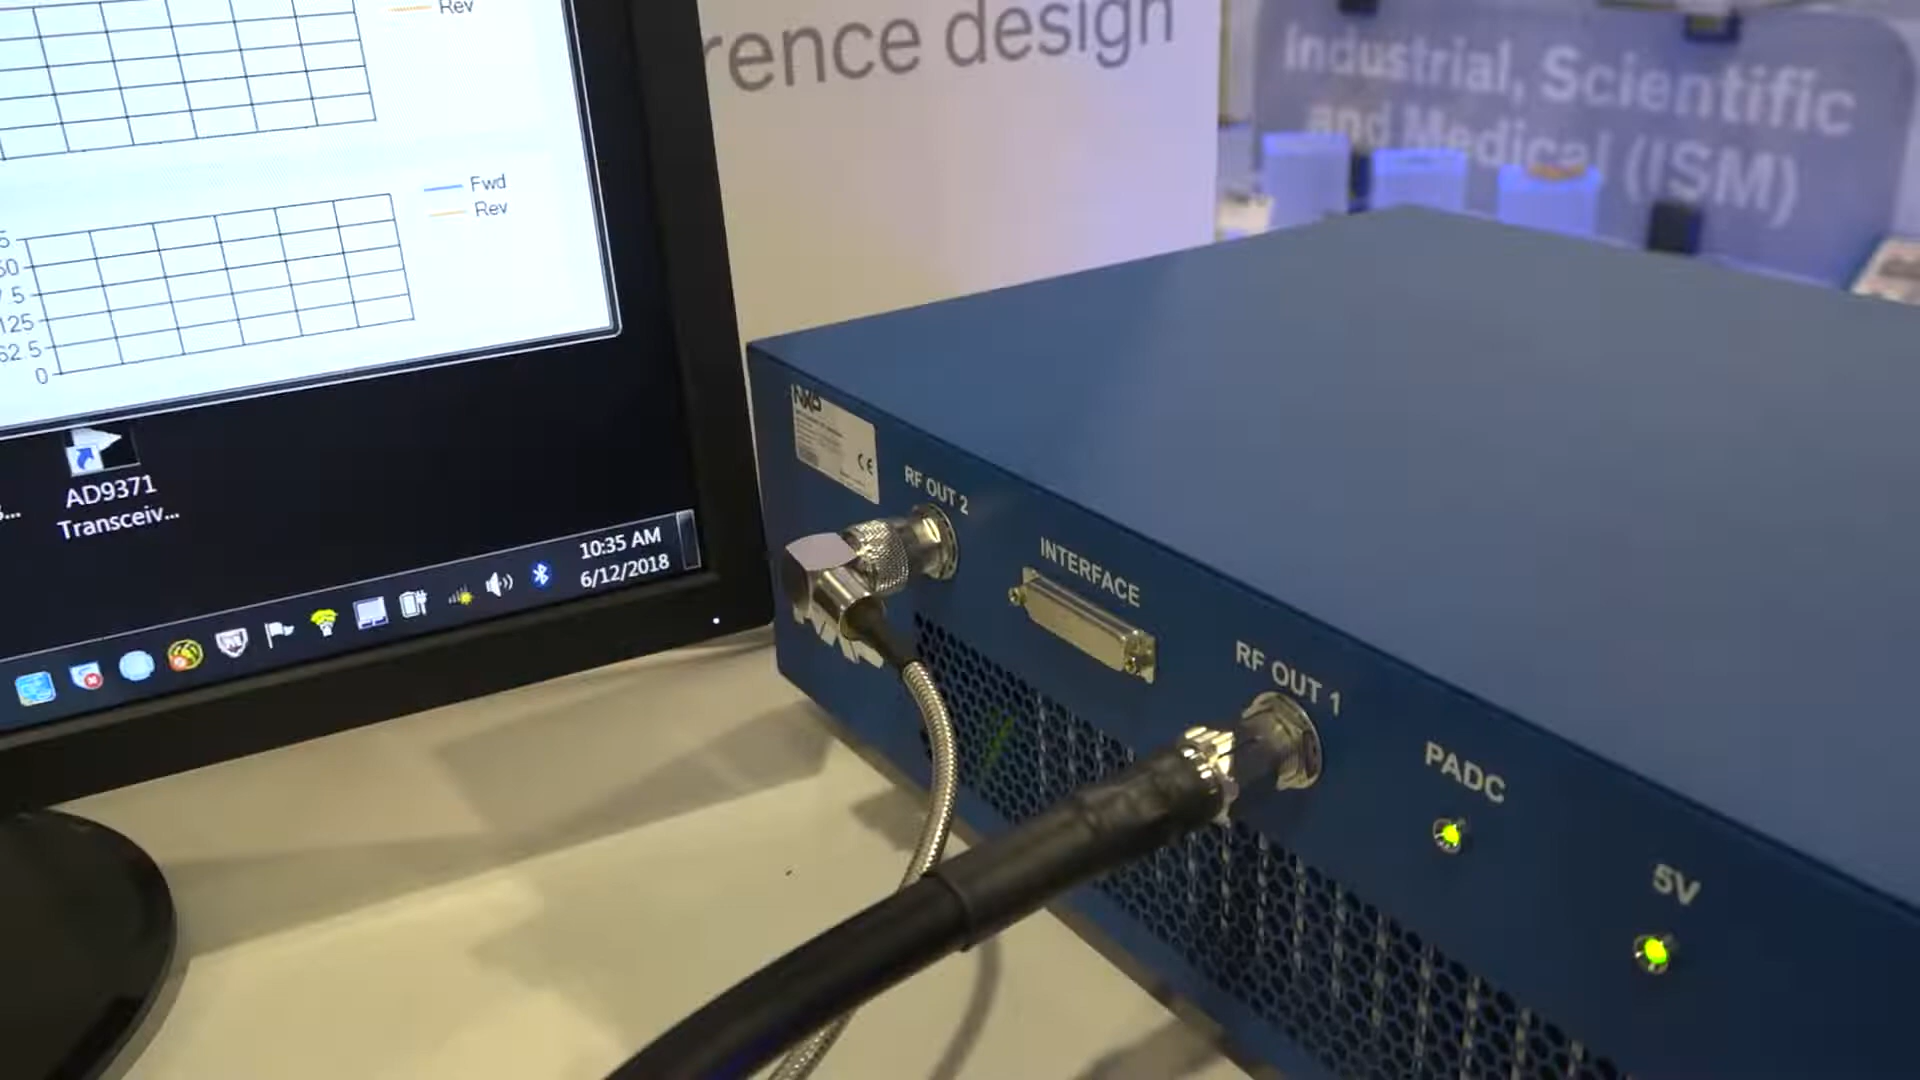 Rev
rence design
Industrial, Scientific
and Medical (ISM)
Fwd
Rev
5
50
7.5
125
62.5
0
NXP
CE
RF OUT 2
INTERFACE
RF OUT 1
PADC
5V
AD9371
Transceiv...
10:35 AM
6/12/2018